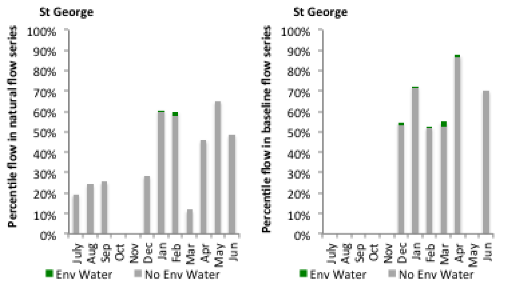 St George
Percentile flow in natural flow series
100%
90%
80%
70%
60%
50%
40%
30%
20%
10%
0%
July
Aug
Sep
Oct
Nov
Dec
Jan
Feb
Mar
Apr
May
Jun
Env Water No Env Water
St George
Percentile flow in baseline flow series
100%
90%
80%
70%
60%
50%
40%
30%
20%
10%
0%
July
Aug
Sep
Oct
Nov
Dec
Jan
Feb
Mar
Apr
May
Jun
Env Water No Env Water